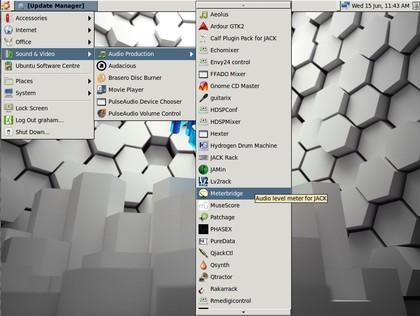 [Update Manager]
Wed 15 Jun, 11:43 AM
Accessories
Internet
Office
Sound & Video
Ubuntu Software Centre
Places
System
Lock Screen
Log Out graham...
Shut Down...
Audio Production
Audacious
Brasero Disc Burner
Movie Player
PulseAudio Device Chooser
PulseAudio Volume Control
Aeolus
Ardour GTK2
Calf Plugin Pack for JACK
Echomixer
Envy24 control
FFADO Mixer
Gnome CD Master
guitarix
HDSPConf
HDSPMixer
Hexter
Hydrogen Drum Machine
JACK Rack
JAMin
Lv2rack
Meterbridge
Audio level meter for JACK
MuseScore
Patchage
PHASEX
PureData
QjackCtl
Qsynth
Qtractor
Rakarrack
Rmedigicontrol